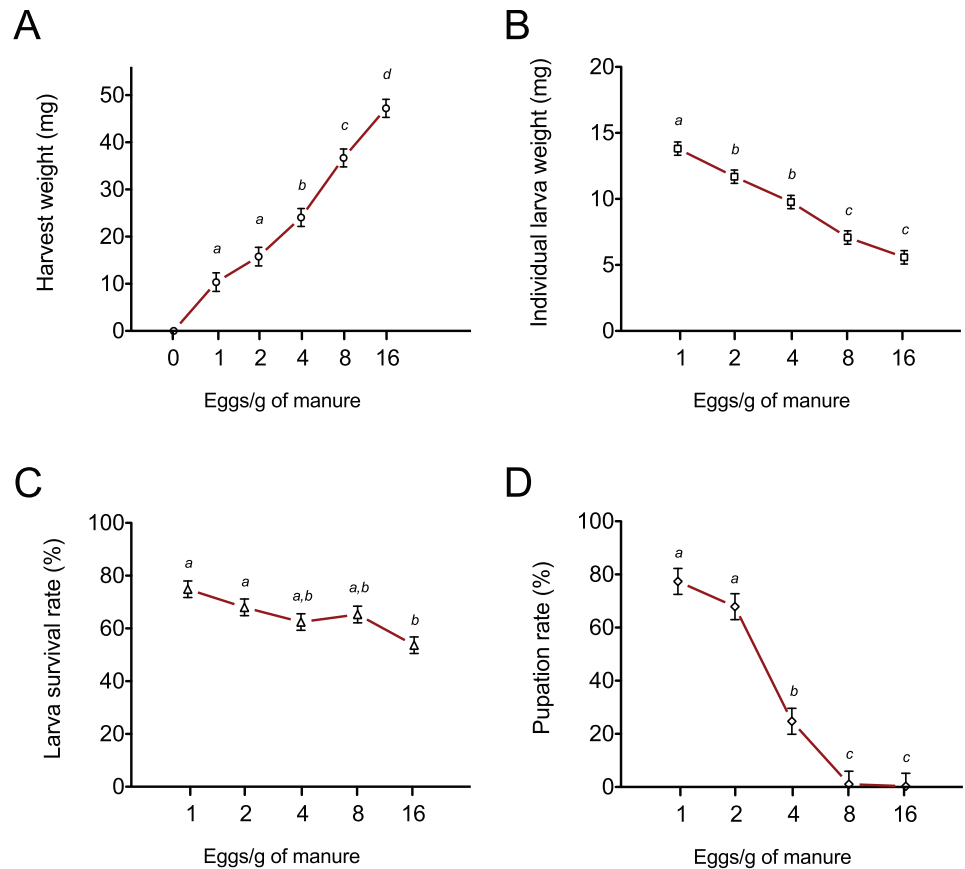 A
Harvest weight (mg)
50
40
30
20
10
0
a
a
b
c
d
0 1 2 4 8 16
Eggs/g of manure
B
Individual larva weight (mg)
20
15
10
5
0
a
b
b
c
c
1 2 4 8 16
Eggs/g of manure
C
Larva survival rate (%)
100
80
60
40
20
0
a
a
a,b
a,b
b
1 2 4 8 16
Eggs/g of manure
D
Pupation rate (%)
100
80
60
40
20
0
a
a
b
c
c
1 2 4 8 16
Eggs/g of manure